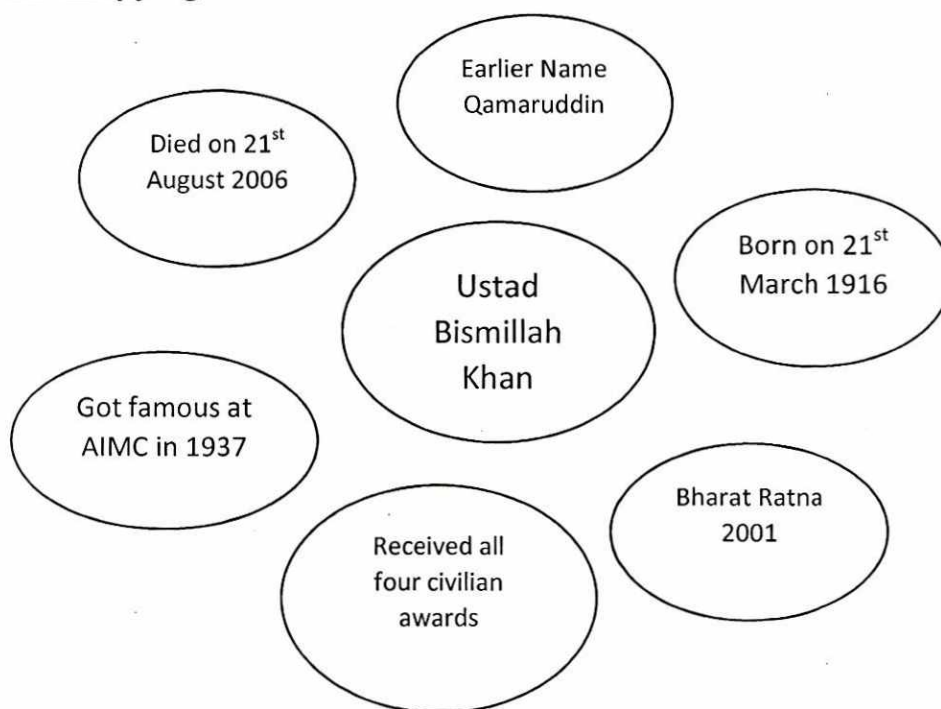 Earlier Name
Qamaruddin
Died on 21st
August 2006
Born on 21st
March 1916
Ustad
Bismillah
Khan
Got famous at
AIMC in 1937
Bharat Ratna
2001
Received all
four civilian
awards